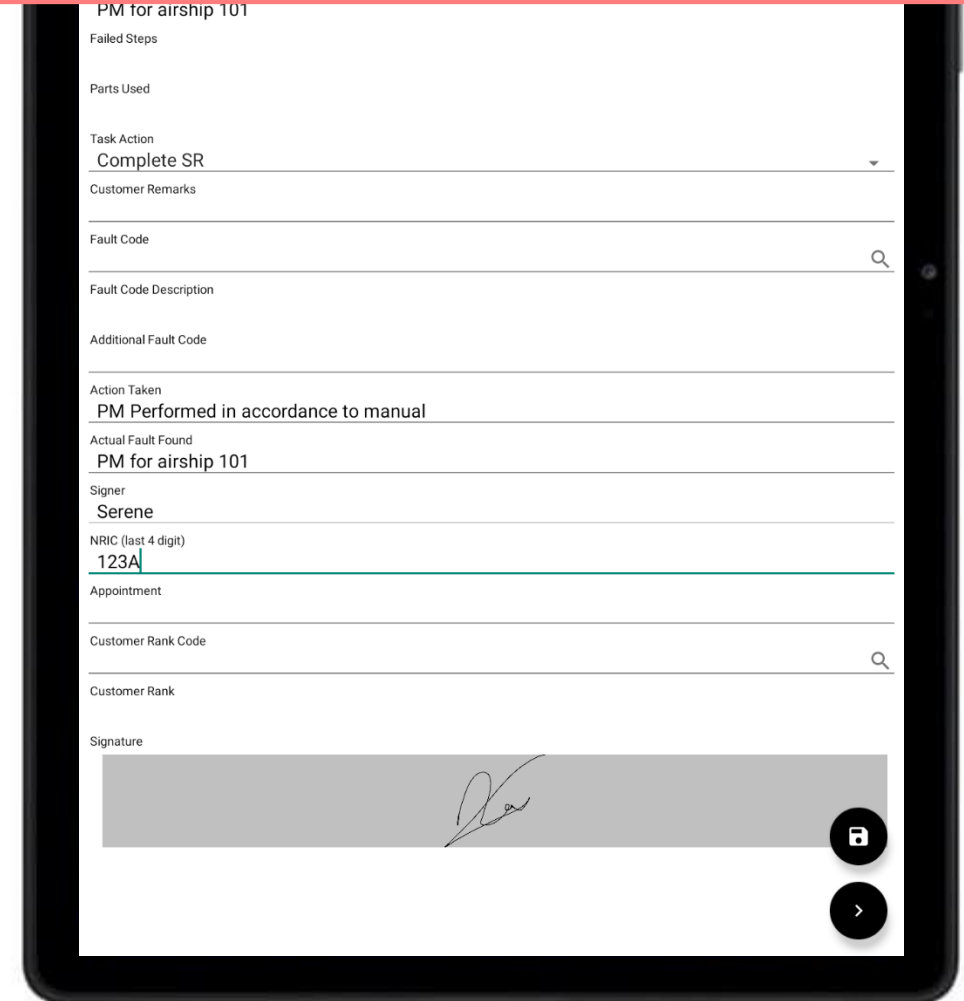 PM for airship 101
Failed Steps
Parts Used
Task Action
Complete SR
Customer Remarks
Fault Code
Fault Code Description
Additional Fault Code
Action Taken
PM Performed in accordance to manual
Actual Fault Found
PM for airship 101
Signer
Serene
NRIC (last 4 digit)
123A
Appointment
Customer Rank Code
Customer Rank
Signature